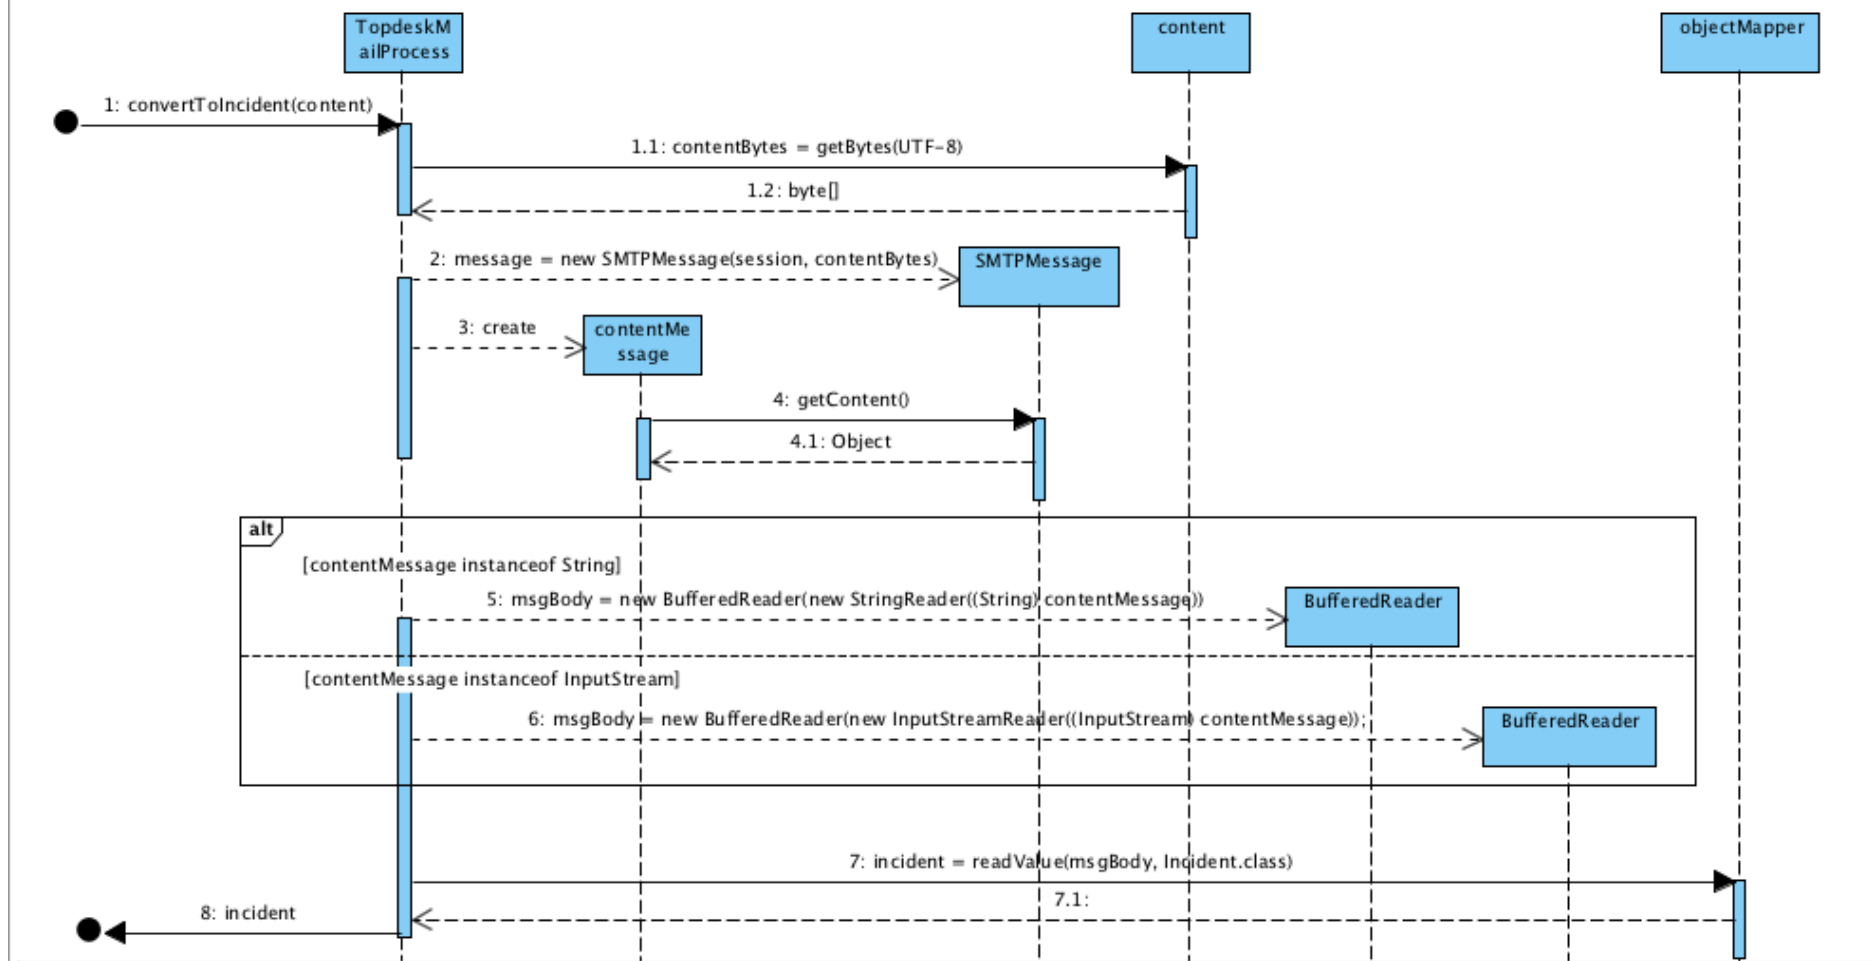 TopdeskM
ailProcess
content
objectMapper
1: convertToIncident(content)
1.1: contentBytes = getBytes(UTF-8)
1.2: byte[]
2: message = new SMTPMessage(session, contentBytes)
SMTPMessage
3: create
contentMe
ssage
4: getContent()
4.1: Object
alt
[contentMessage instanceof String]
5: msgBody = new BufferedReader(new StringReader((String) contentMessage))
BufferedReader
[contentMessage instanceof InputStream]
6: msgBody = new BufferedReader(new InputStreamReader((InputStream) contentMessage));
BufferedReader
7: incident = readValue(msgBody, Incident.class)
7.1:
8: incident